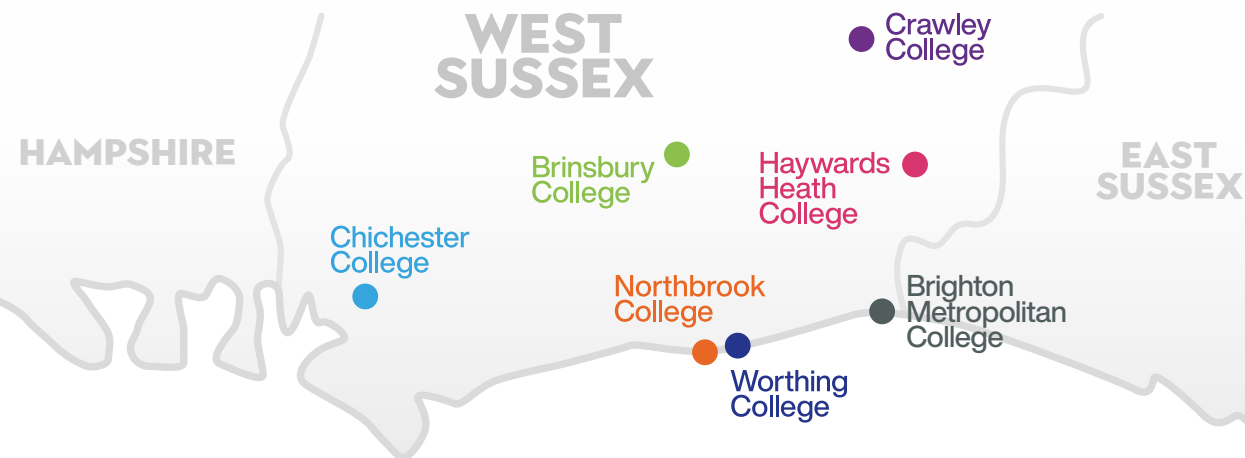 WEST
SUSSEX
Crawley
College
HAMPSHIRE
Brinsbury
College
Haywards
Heath
College
EAST
SUSSEX
Chichester
College
Northbrook
College
Brighton
Metropolitan
College
Worthing
College